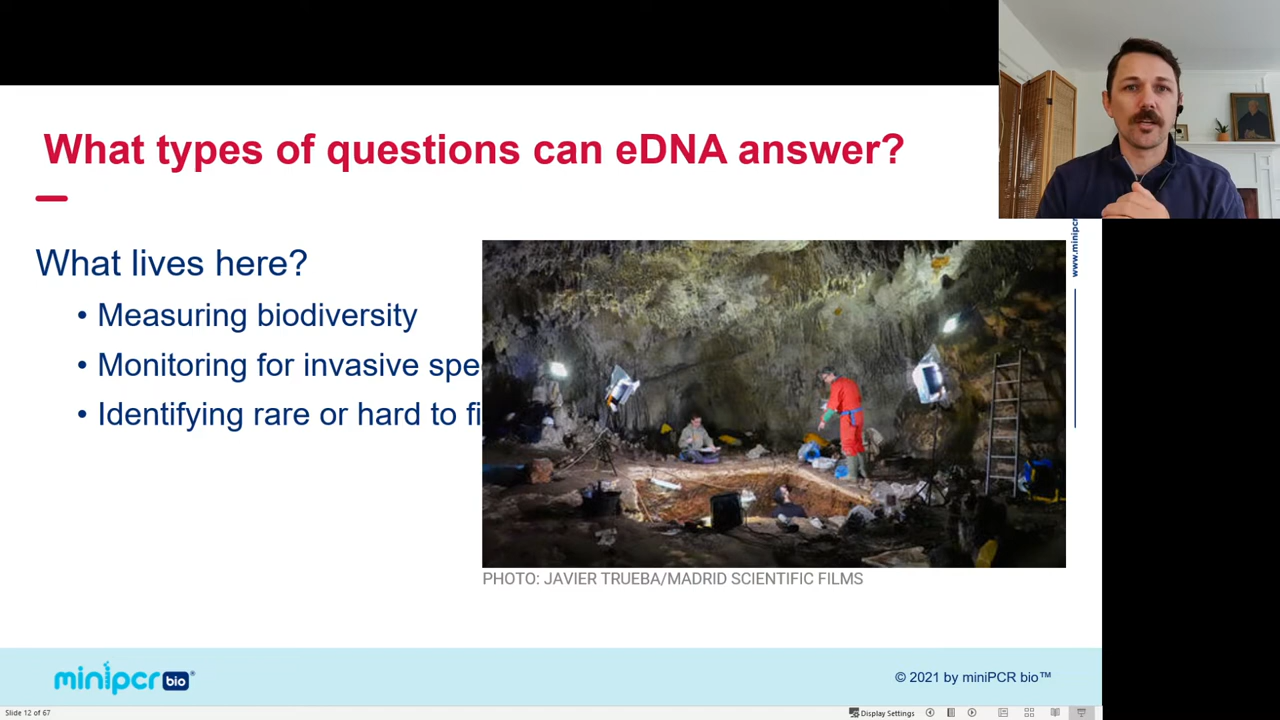 What types of questions can eDNA answer?
What lives here?
• Measuring biodiversity
• Monitoring for invasive spe
• Identifying rare or hard to fi
www.minipcr
PHOTO: JAVIER TRUEBA/MADRID SCIENTIFIC FILMS
minipcr bio®
© 2021 by miniPCR bio™
Slide 12 of 67
Display Settings